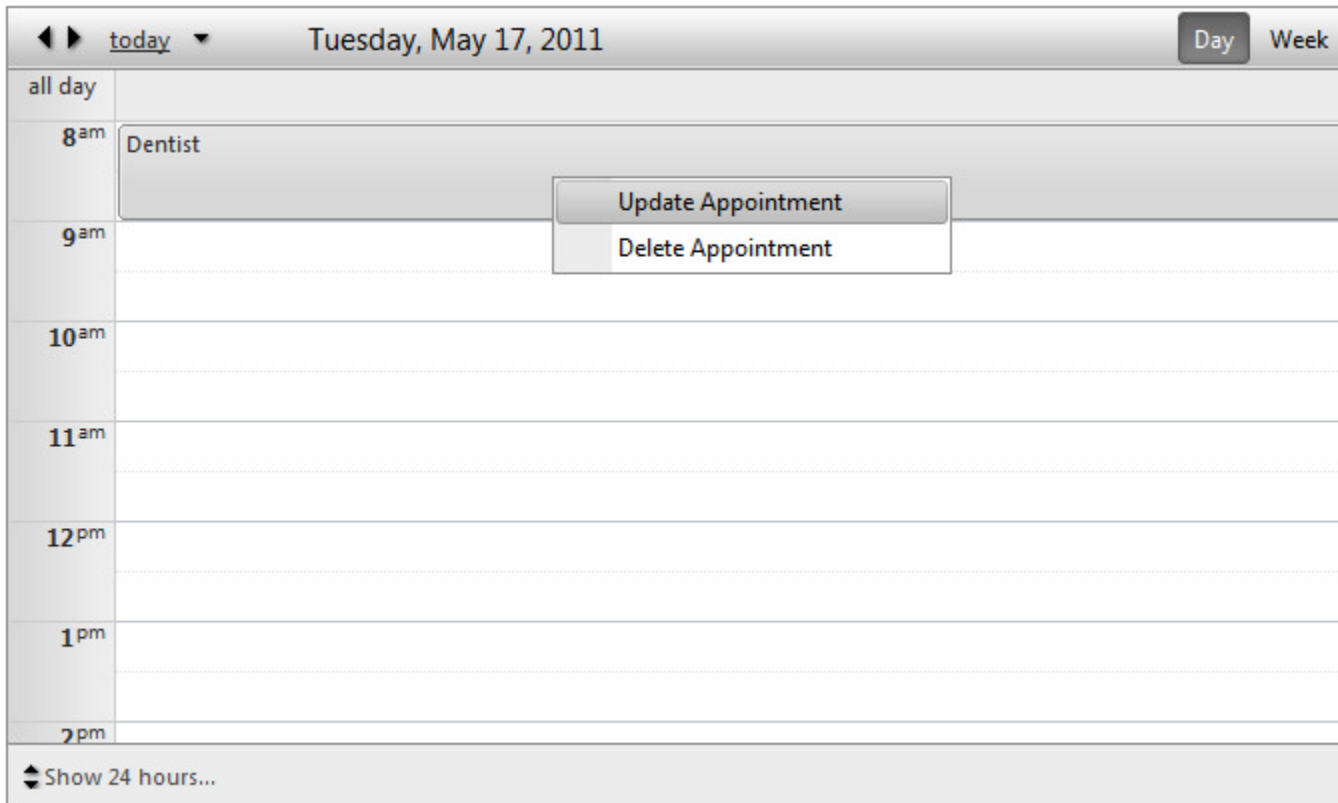 today Tuesday, May 17, 2011 Day Week
all day
8am Dentist
Update Appointment
9am Delete Appointment
10am
11am
12pm
1pm
2pm
Show 24 hours...